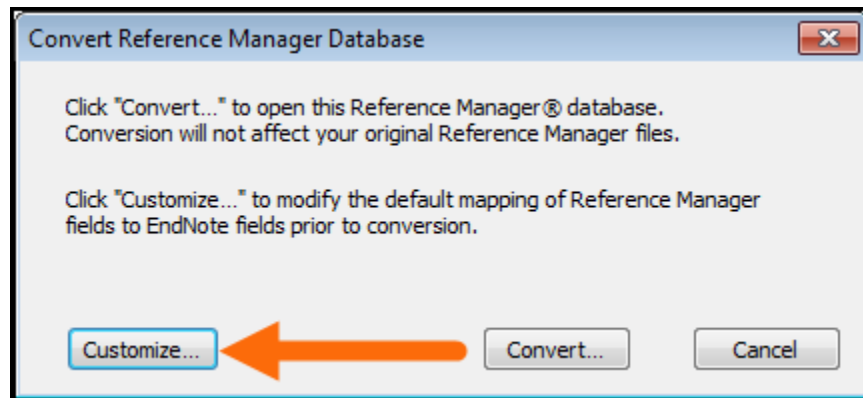 Convert Reference Manager Database
Click "Convert..." to open this Reference Manager® database.
Conversion will not affect your original Reference Manager files.
Click "Customize..." to modify the default mapping of Reference Manager
fields to EndNote fields prior to conversion.
Customize...
Convert...
Cancel